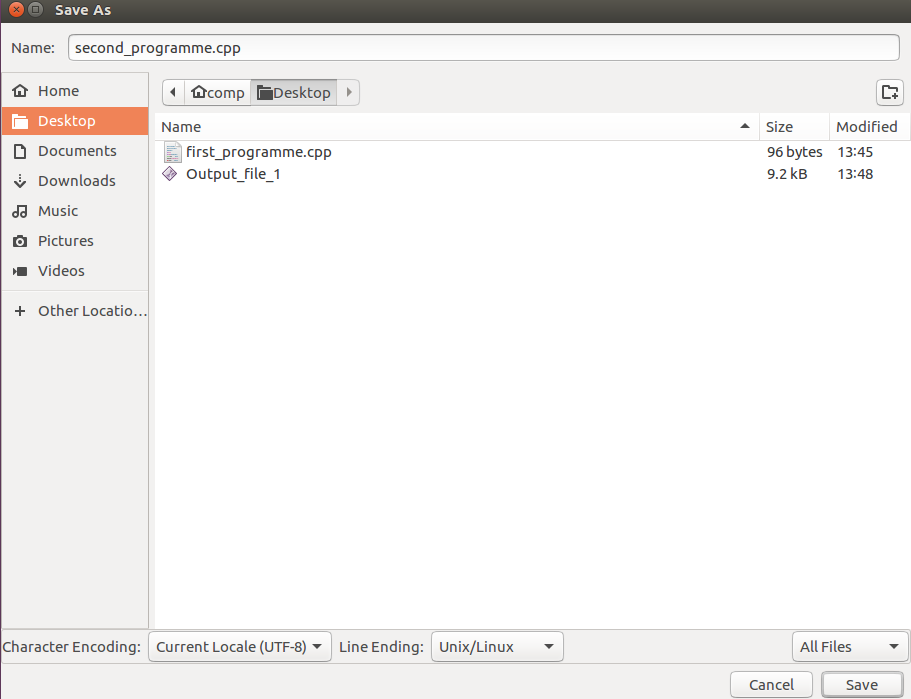 Save As
Name: second_programme.cpp
Home
Desktop
Documents
Downloads
Music
Pictures
Videos
Other Locatio...
comp Desktop
Name Size Modified
first_programme.cpp 96 bytes 13:45
Output_file_1 9.2 kB 13:48
Character Encoding: Current Locale (UTF-8) Line Ending: Unix/Linux All Files
Cancel Save